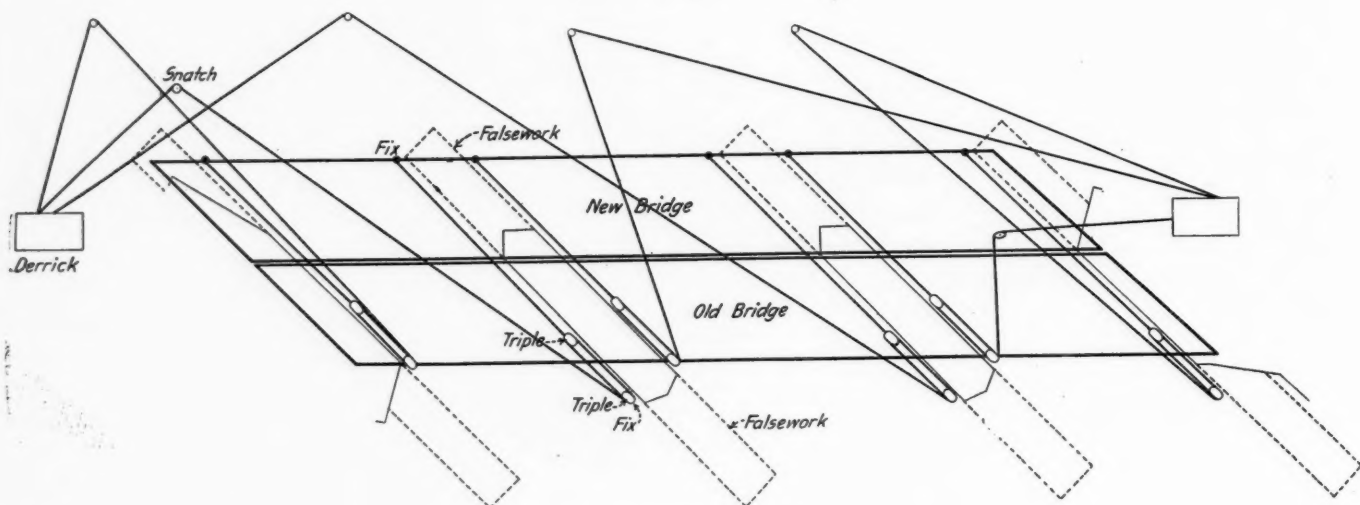 Snatch
Fix
Falsework
New Bridge
Derrick
Old Bridge
Triple
Triple
Fix
Falsework